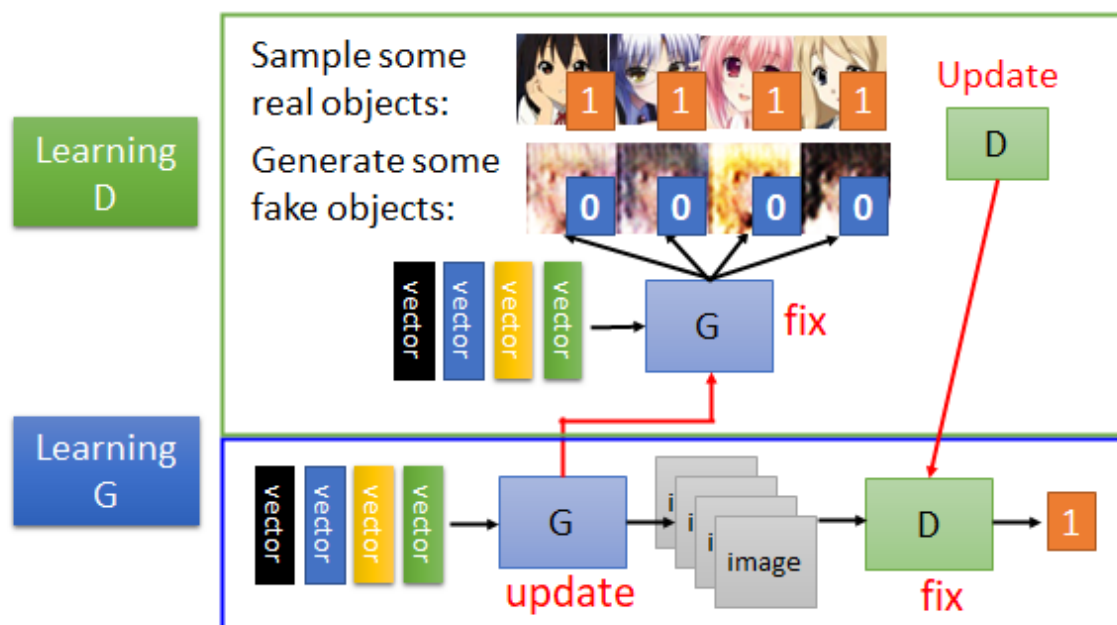 Learning
D
Sample some
real objects:
1 1 1 1
Update
D
Generate some
fake objects:
0 0 0 0
vector
vector
vector
vector
G
fix
Learning
G
vector
vector
vector
vector
G
update
i
i
i
image
D
fix
1